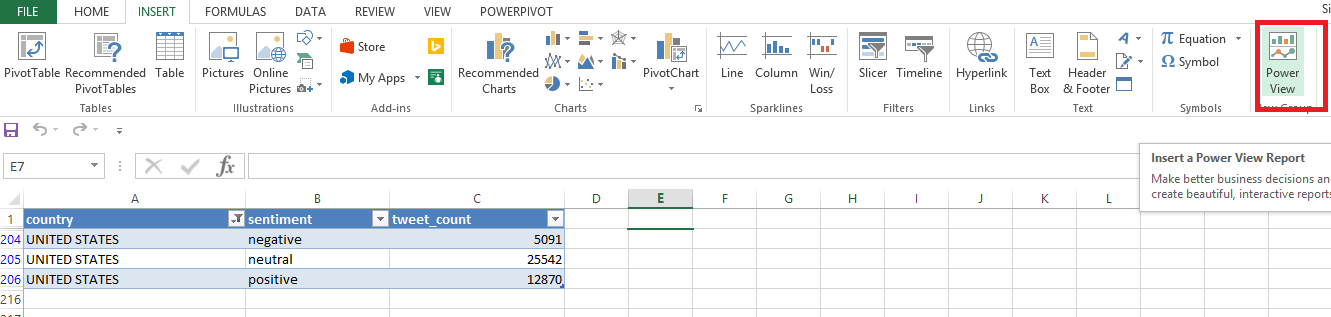 FILE HOME INSERT FORMULAS DATA REVIEW VIEW POWERPIVOT Si
PivotTable Recommended PivotTables Table
Tables
Pictures Online Pictures
Illustrations
Store
My Apps
Add-ins
Recommended Charts PivotChart
Charts
Line Column Win/ Loss
Sparklines
Slicer Timeline
Filters
Hyperlink
Links
Text Box Header & Footer
Text
π Equation
Ω Symbol
Symbols
Power View
E7 fx
Insert a Power View Report
Make better business decisions an
create beautiful, interactive reports
A B C D E F G H I J K L
1 country sentiment tweet_count
204 UNITED STATES negative 5091
205 UNITED STATES neutral 25542
206 UNITED STATES positive 12870
216